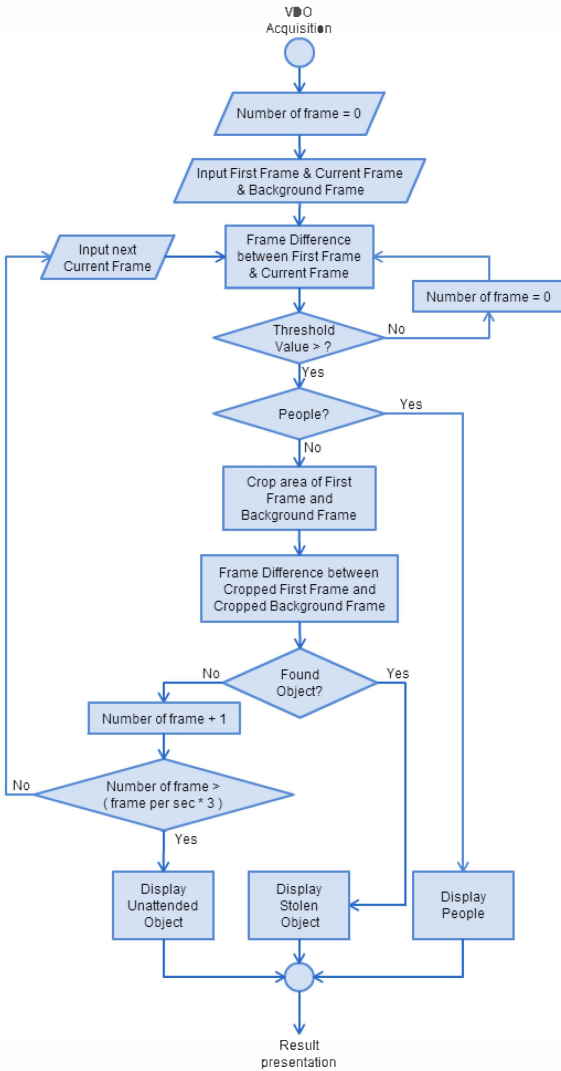 VDO
Acquisition
Number of frame = 0
Input First Frame & Current Frame
& Background Frame
Input next
Current Frame
Frame Difference
between First Frame
& Current Frame
Number of frame = 0
Threshold
Value > ?
No
Yes
People?
Yes
No
Crop area of First
Frame and
Background Frame
Frame Difference between
Cropped First Frame and
Cropped Background Frame
Found
Object?
No
Yes
Number of frame + 1
Number of frame >
( frame per sec * 3 )
No
Yes
Display
Unattended
Object
Display
Stolen
Object
Display
People
Result
presentation